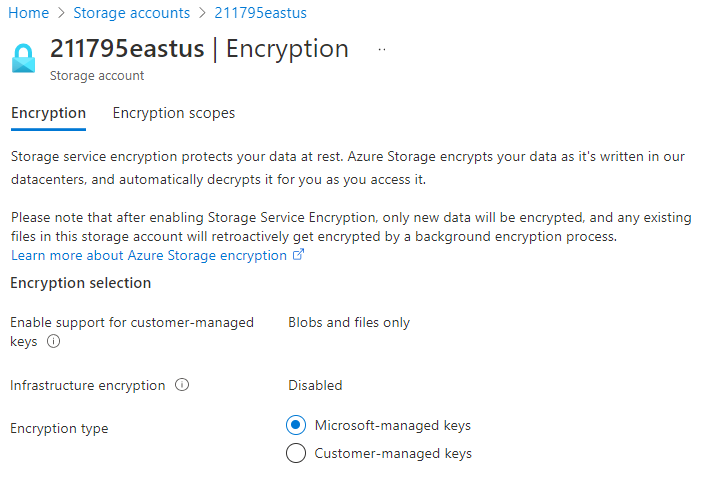 Home > Storage accounts > 211795eastus
211795eastus | Encryption ..
Storage account
Encryption Encryption scopes
Storage service encryption protects your data at rest. Azure Storage encrypts your data as it's written in our
datacenters, and automatically decrypts it for you as you access it.
Please note that after enabling Storage Service Encryption, only new data will be encrypted, and any existing
files in this storage account will retroactively get encrypted by a background encryption process.
Learn more about Azure Storage encryption
Encryption selection
Enable support for customer-managed Blobs and files only
keys
Infrastructure encryption Disabled
Encryption type Microsoft-managed keys
Customer-managed keys